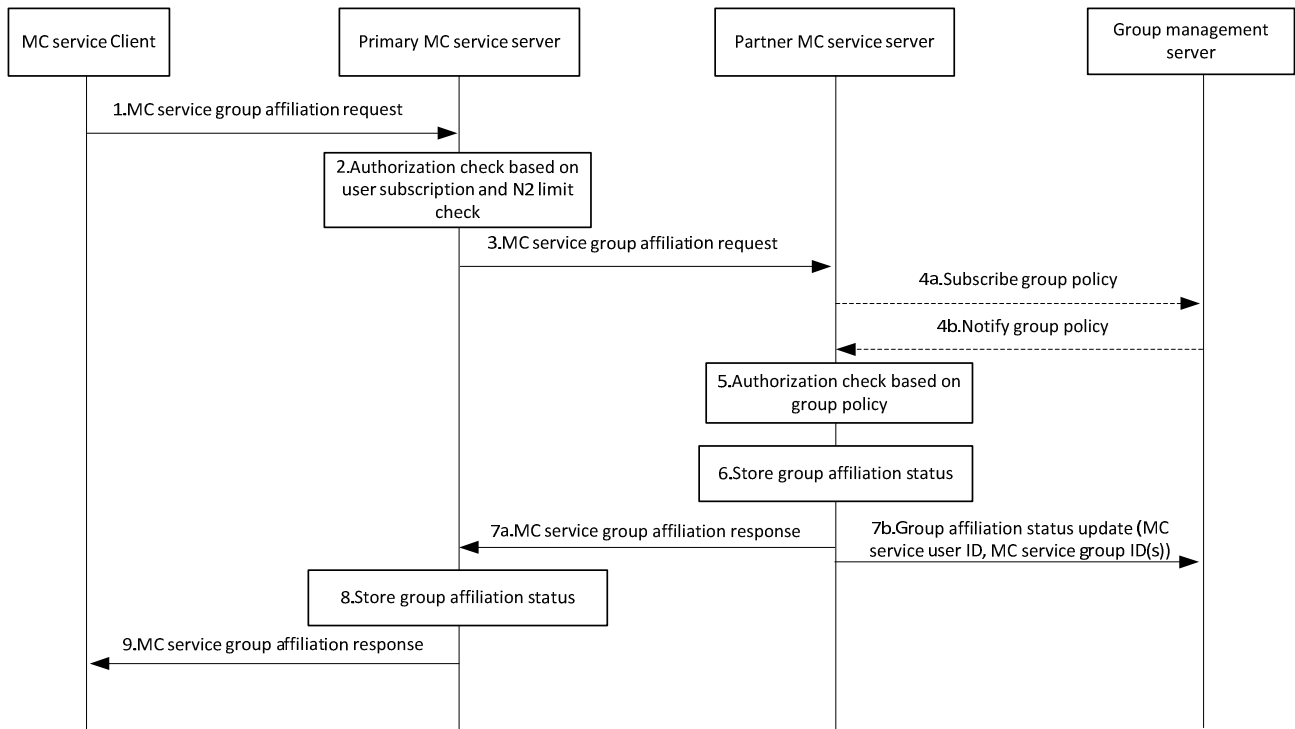 MC service Client
Primary MC service server
Partner MC service server
Group management
server
1.MC service group affiliation request
2.Authorization check based on
user subscription and N2 limit
check
3.MC service group affiliation request
4a.Subscribe group policy
4b.Notify group policy
5.Authorization check based on
group policy
6.Store group affiliation status
7a.MC service group affiliation response
7b.Group affiliation status update (MC
service user ID, MC service group ID(s))
8.Store group affiliation status
9.MC service group affiliation response